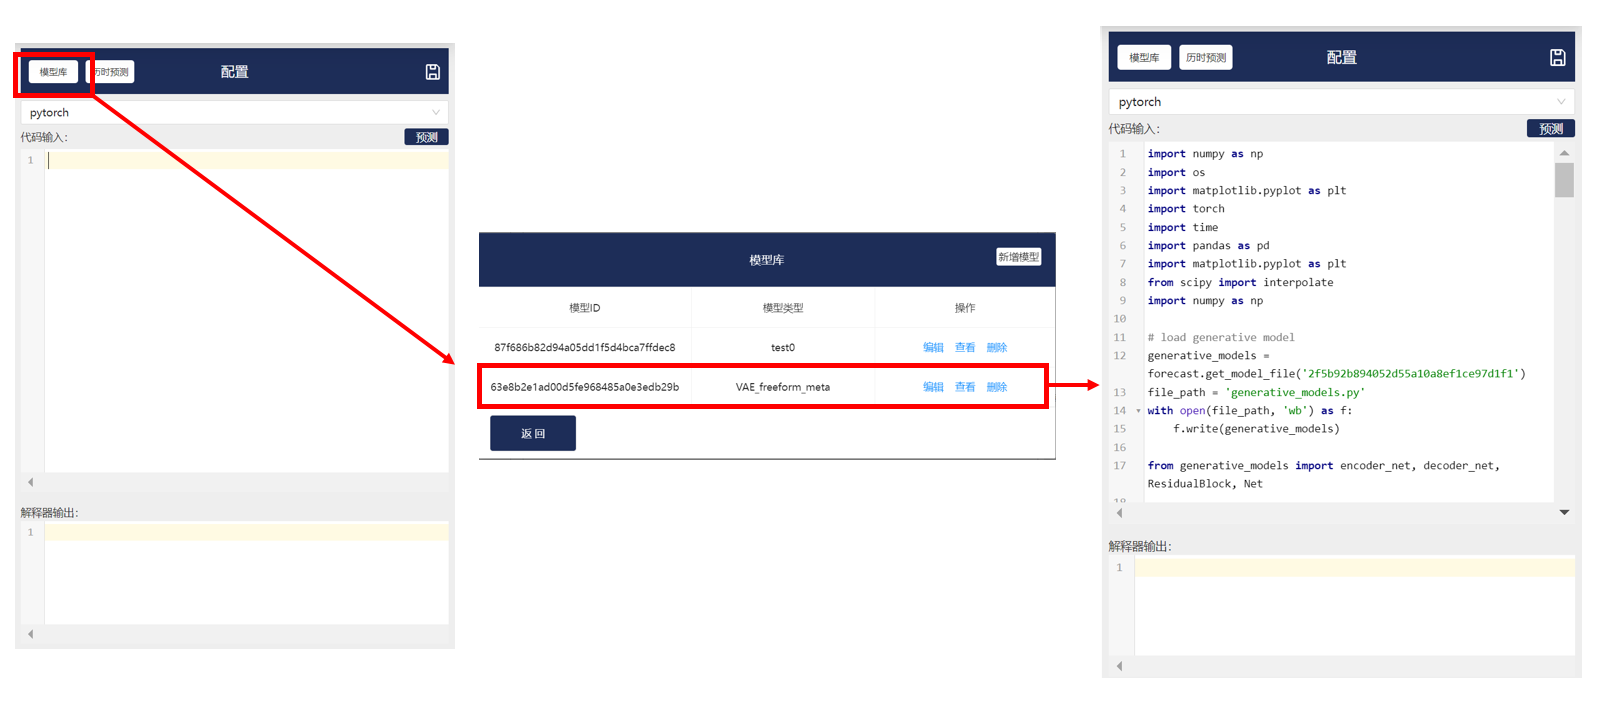 模型库 历时预测 配置
pytorch
代码输入: 预测
1
解释器输出:
1
模型库 新增模型
模型ID 模型类型 操作
87f686b82d94a05dd1f5d4bca7ffdec8 test0 编辑 查看 删除
63e8b2e1ad00d5fe968485a0e3edb29b VAE_freeform_meta 编辑 查看 删除
返 回
模型库 历时预测 配置
pytorch
代码输入: 预测
1 import numpy as np
2 import os
3 import matplotlib.pyplot as plt
4 import torch
5 import time
6 import pandas as pd
7 import matplotlib.pyplot as plt
8 from scipy import interpolate
9 import numpy as np
10
11 # load generative model
12 generative_models =
forecast.get_model_file('2f5b92b894052d55a10a8ef1ce97d1f1')
13 file_path = 'generative_models.py'
14 with open(file_path, 'wb') as f:
15 f.write(generative_models)
16
17 from generative_models import encoder_net, decoder_net,
ResidualBlock, Net
18
解释器输出:
1